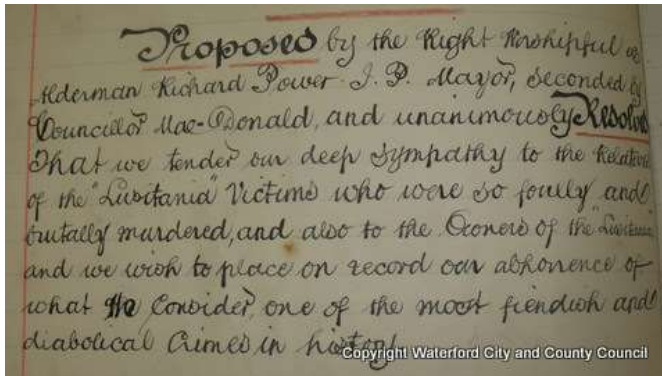 Proposed by the Right Worshipful
Alderman Richard Power J.P. Mayor, seconded by
Councillor Mac-Donald, and unanimously Resolved
That we tender our deep sympathy to the Relatives
of the "Lusitania" Victims who were so foully and
brutally murdered, and also to the Owners of the "Lusitania"
and we wish to place on record our abhorrence of
what we Consider, one of the most fiendish and
diabolical Crimes in history
Copyright Waterford City and County Council